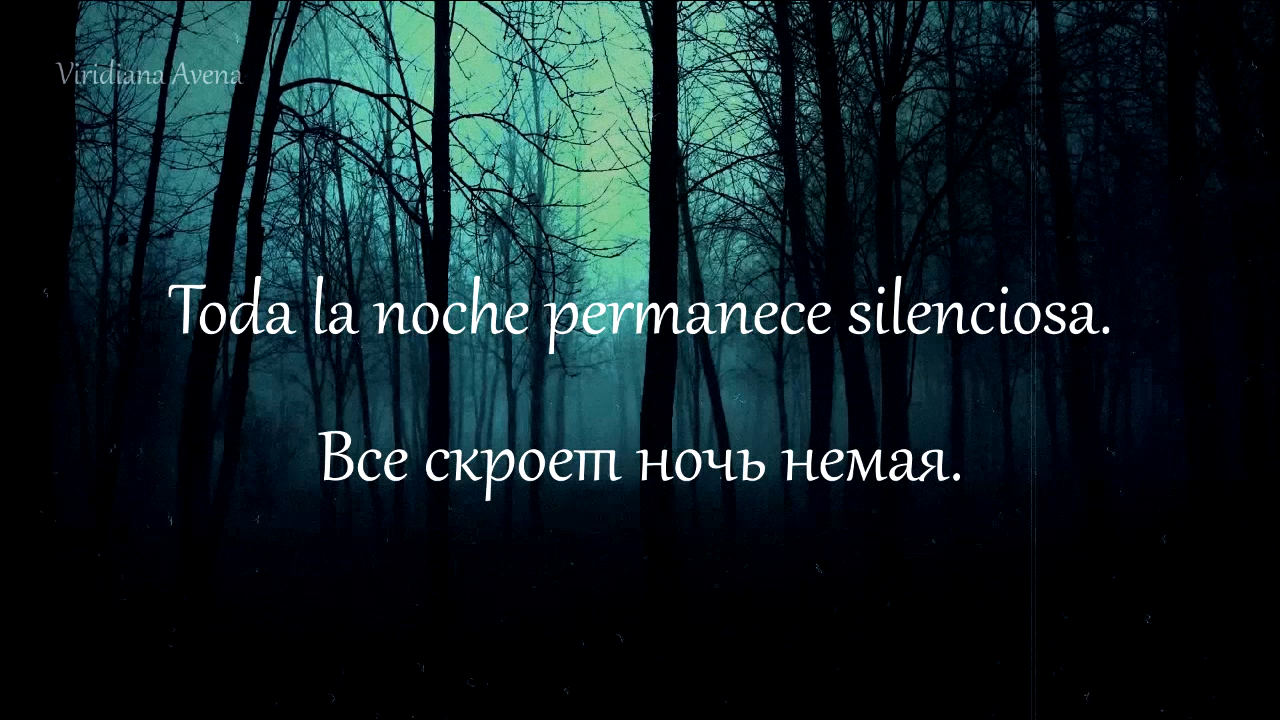 Viridiana Avena
Toda la noche permanece silenciosa.
Все скроет ночь немая.